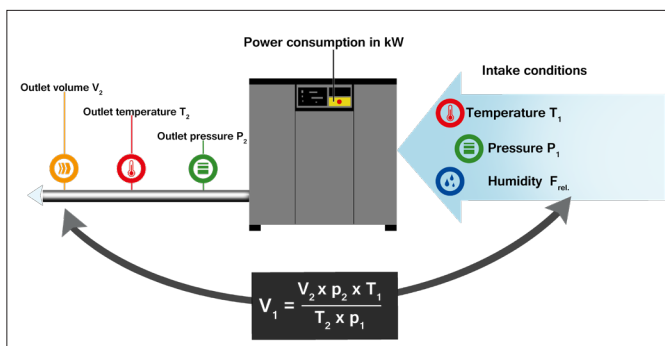 Power consumption in kW
Intake conditions
Outlet volume V₂
Outlet temperature T₂
Outlet pressure P₂
Temperature T₁
Pressure P₁
Humidity F rel.
V₁ = V₂ x p₂ x T₁
T₂ x p₁